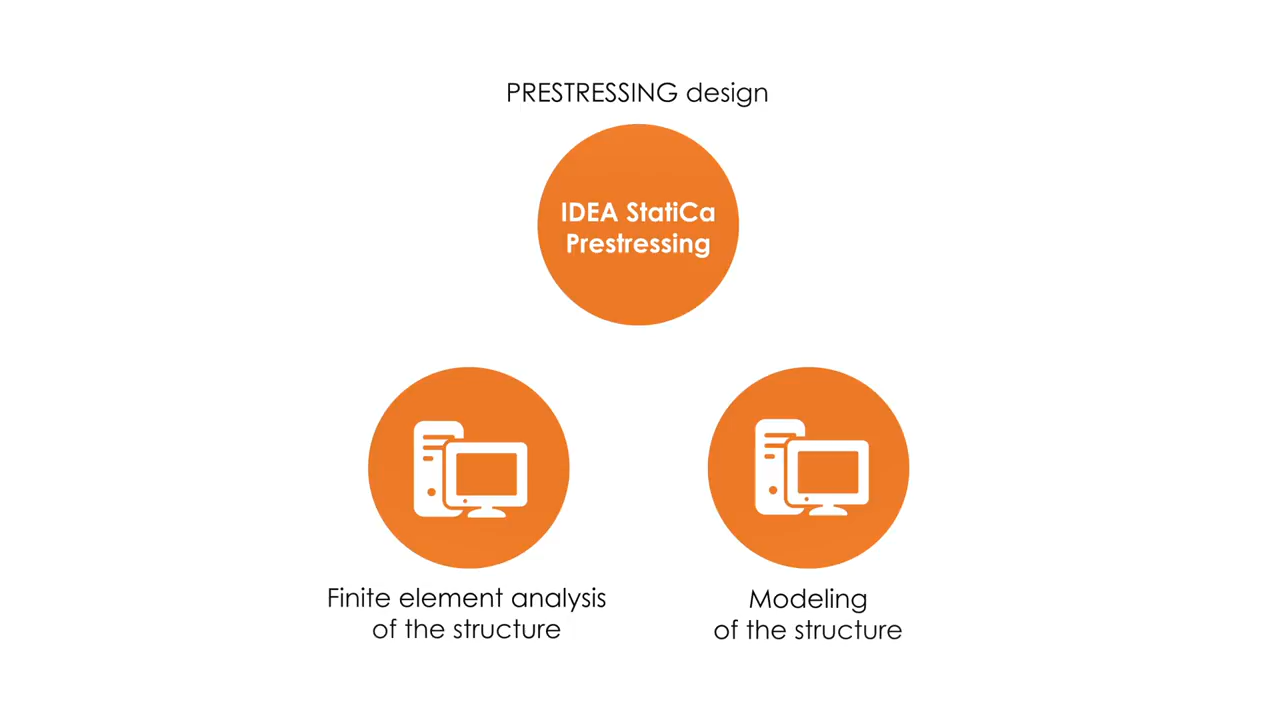 PRESTRESSING design
IDEA StatiCa
Prestressing
Finite element analysis
of the structure
Modeling
of the structure